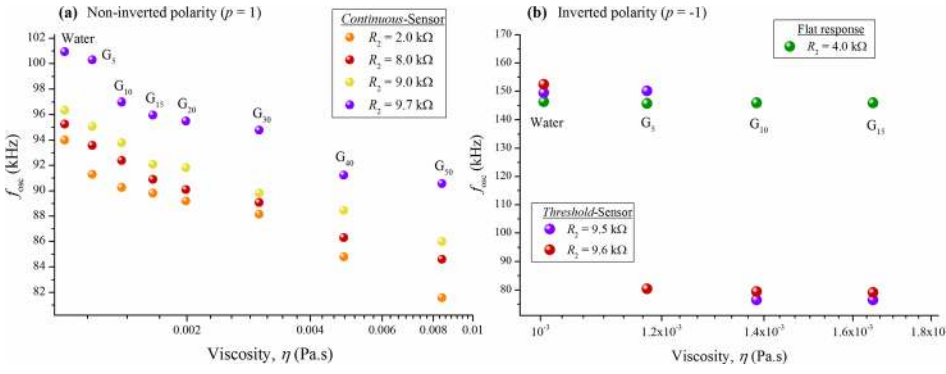 (a) Non-inverted polarity (p = 1)
Continuous-Sensor
R₂ = 2.0 kΩ
R₂ = 8.0 kΩ
R₂ = 9.0 kΩ
R₂ = 9.7 kΩ
Water
G₅
G₁₀
G₁₅
G₂₀
G₃₀
G₄₀
G₅₀
102
100
98
96
94
92
90
88
86
84
82
f_osc (kHz)
0.002
0.004
0.006
0.008
0.01
Viscosity, η (Pa.s)
(b) Inverted polarity (p = -1)
Flat response
R₂ = 4.0 kΩ
Water
G₅
G₁₀
G₁₅
Threshold-Sensor
R₂ = 9.5 kΩ
R₂ = 9.6 kΩ
170
160
150
140
130
120
110
100
90
80
f_osc (kHz)
10⁻³
1.2x10⁻³
1.4x10⁻³
1.6x10⁻³
1.8x10
Viscosity, η (Pa.s)